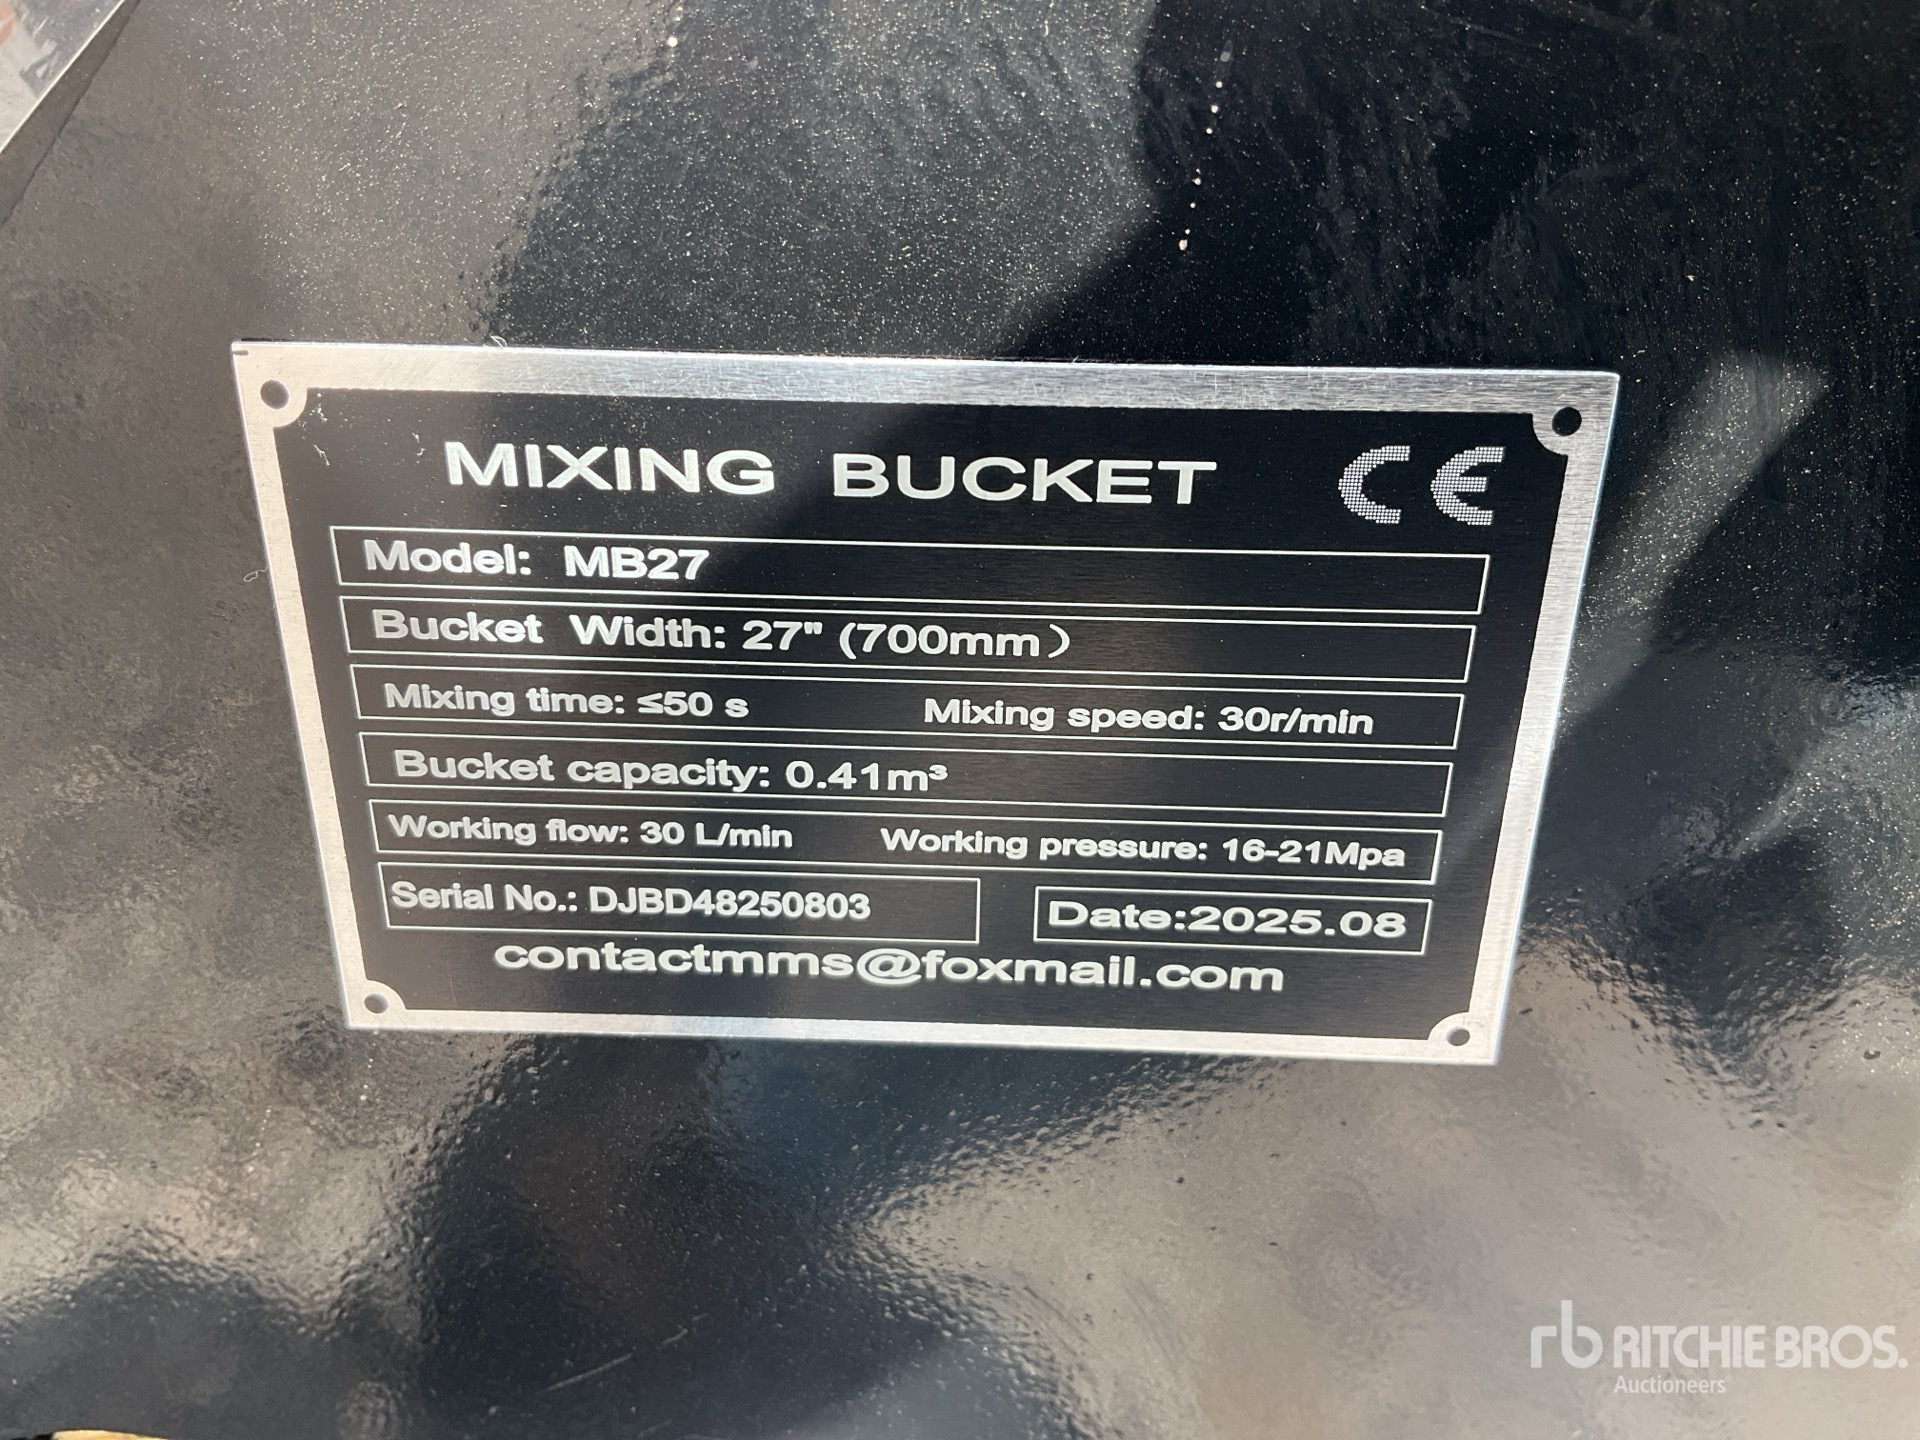 MIXING BUCKET CE
Model: MB27
Bucket Width: 27" (700mm)
Mixing time: ≤50 s Mixing speed: 30r/min
Bucket capacity: 0.41m³
Working flow: 30 L/min Working pressure: 16-21Mpa
Serial No.: DJBD48250803 Date:2025.08
contactmms@foxmail.com
rb RITCHIE BROS.
Auctioneers